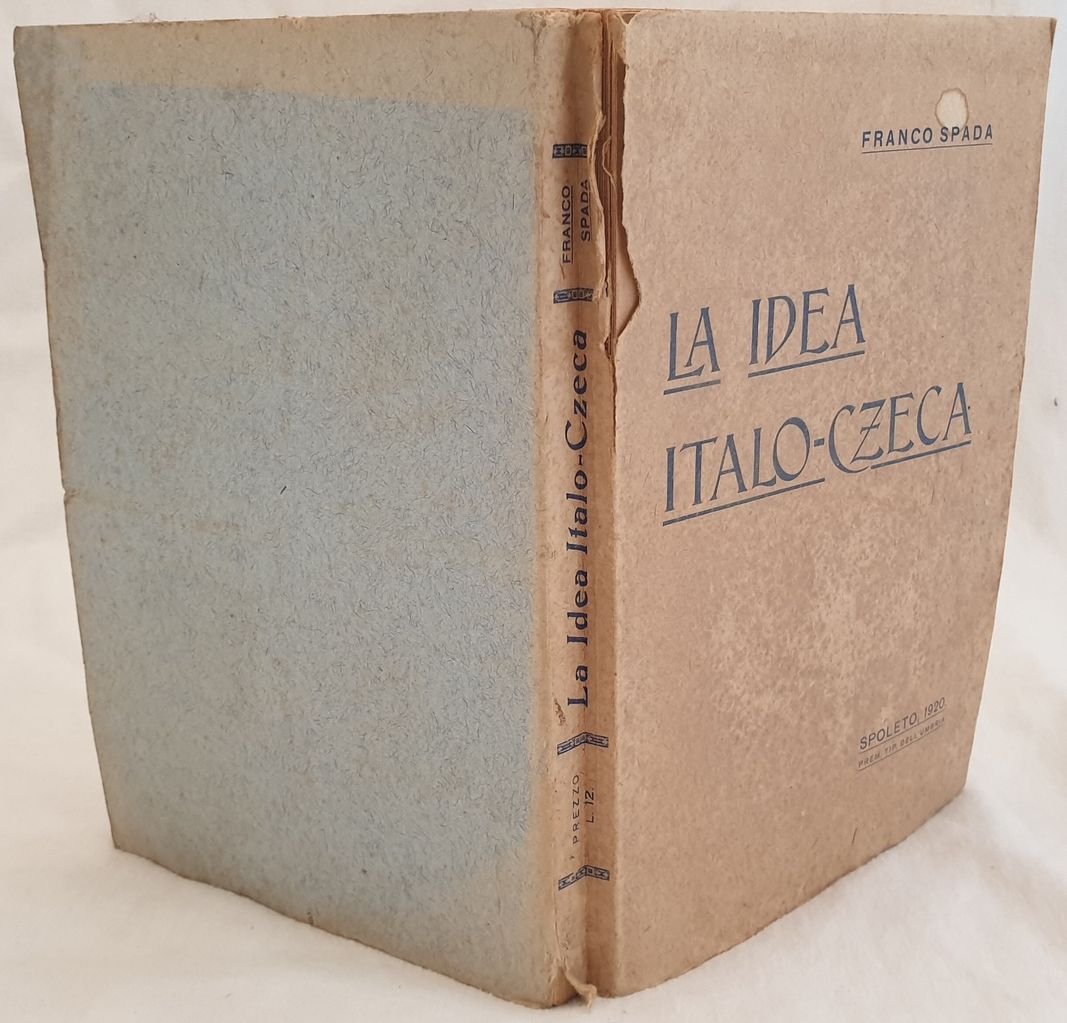 FRANCO SPADA
LA IDEA
ITALO-CZECA
SPOLETO, 1920.
PREM. TIP. DELL'UMBRIA
FRANCO
SPADA
La Idea Italo-Czeca
PREZZO
L. 12.